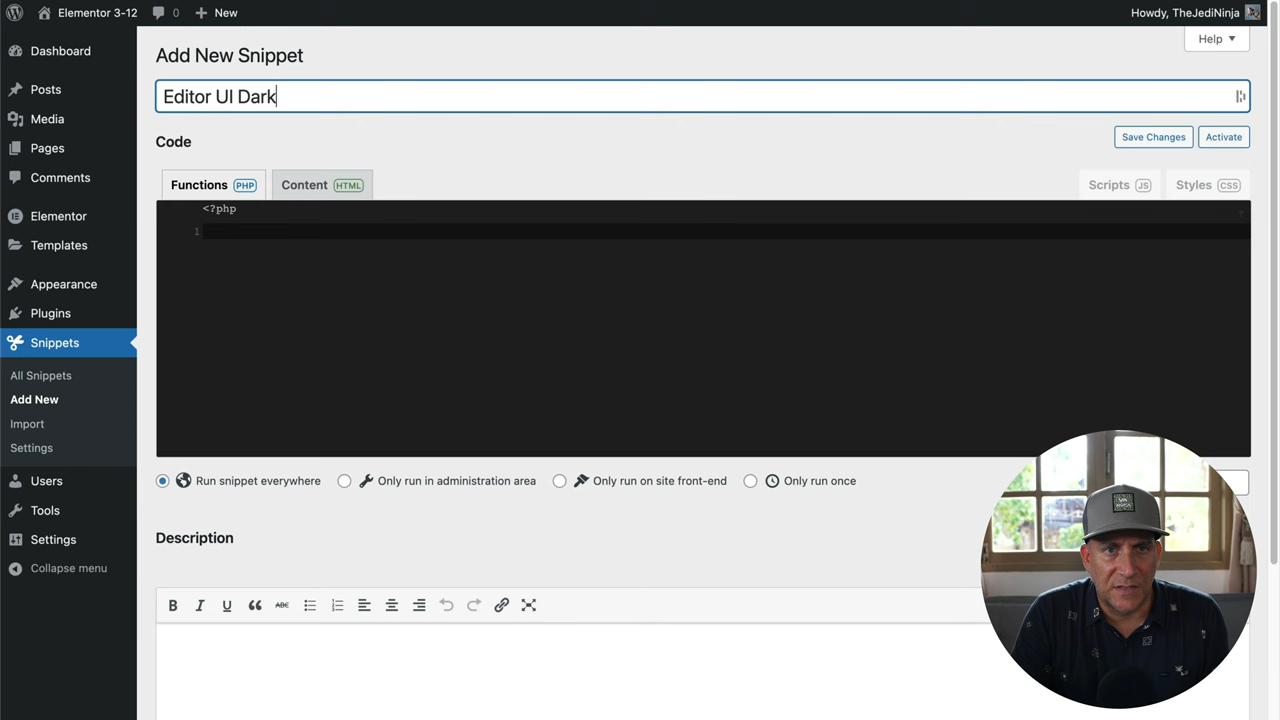 Elementor 3-12
0
New
Howdy, TheJediNinja
Dashboard
Posts
Media
Pages
Comments
Elementor
Templates
Appearance
Plugins
Snippets
All Snippets
Add New
Import
Settings
Users
Tools
Settings
Collapse menu
Help
Add New Snippet
Editor UI Dark
Code
Save Changes
Activate
Functions PHP
Content HTML
Scripts JS
Styles CSS
<?php
1
Run snippet everywhere
Only run in administration area
Only run on site front-end
Only run once
Description
B I U ABC